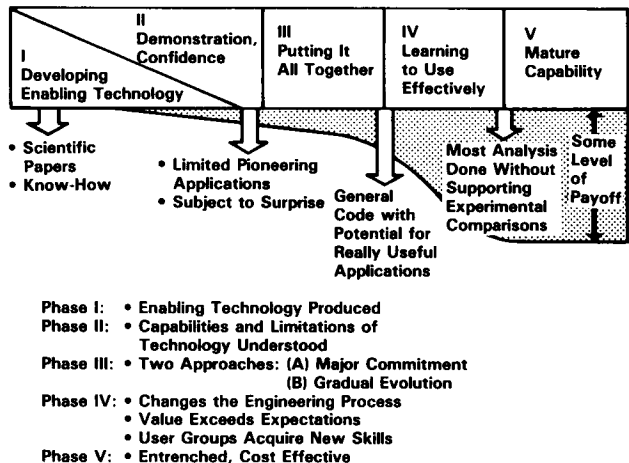 I
Developing
Enabling Technology
II
Demonstration,
Confidence
III
Putting It
All Together
IV
Learning
to Use
Effectively
V
Mature
Capability
• Scientific
Papers
• Know-How
• Limited Pioneering
Applications
• Subject to Surprise
General
Code with
Potential for
Really Useful
Applications
Most Analysis
Done Without
Supporting
Experimental
Comparisons
Some
Level
of
Payoff
Phase I: • Enabling Technology Produced
Phase II: • Capabilities and Limitations of
Technology Understood
Phase III: • Two Approaches: (A) Major Commitment
(B) Gradual Evolution
Phase IV: • Changes the Engineering Process
• Value Exceeds Expectations
• User Groups Acquire New Skills
Phase V: • Entrenched, Cost Effective